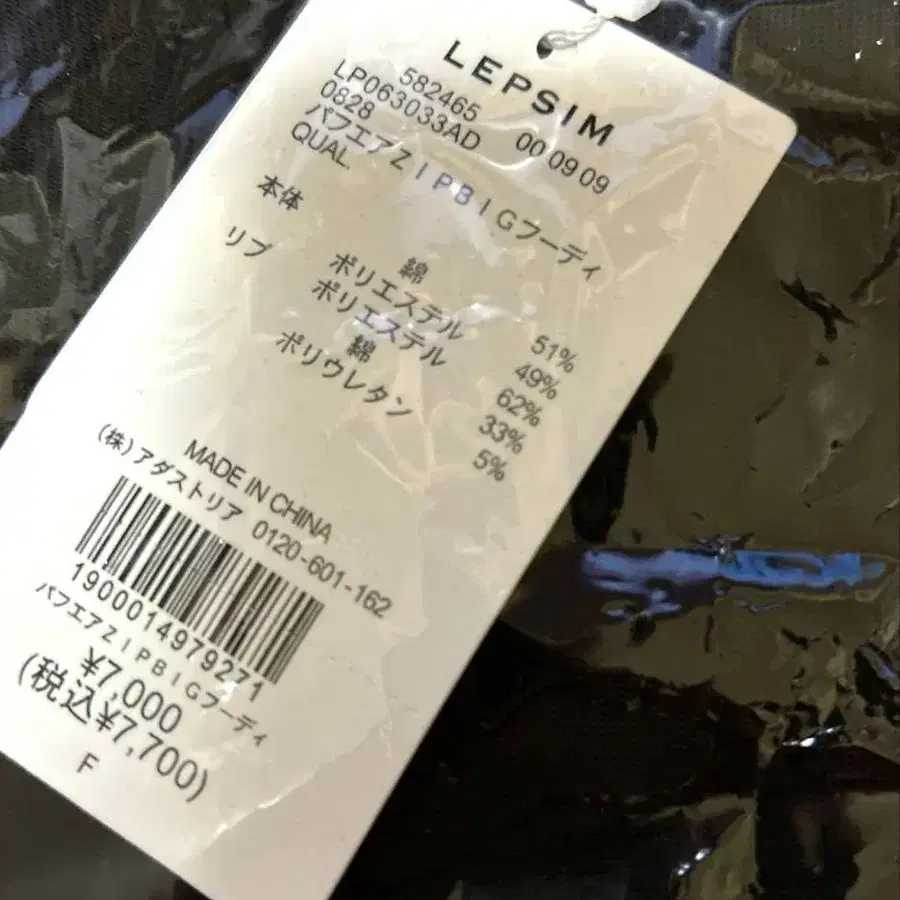 LEPSIM
582465 00 09 09
LP063033AD
0828
パフエアZIPBIGフーディ
QUAL
本体 綿 51%
ポリエステル 49%
リブ ポリエステル 62%
綿 33%
ポリウレタン 5%
MADE IN CHINA
(株)アダストリア 0120-601-162
1900014979271
パフエアZIPBIGフーディ
¥7,000
(税込¥7,700)
F